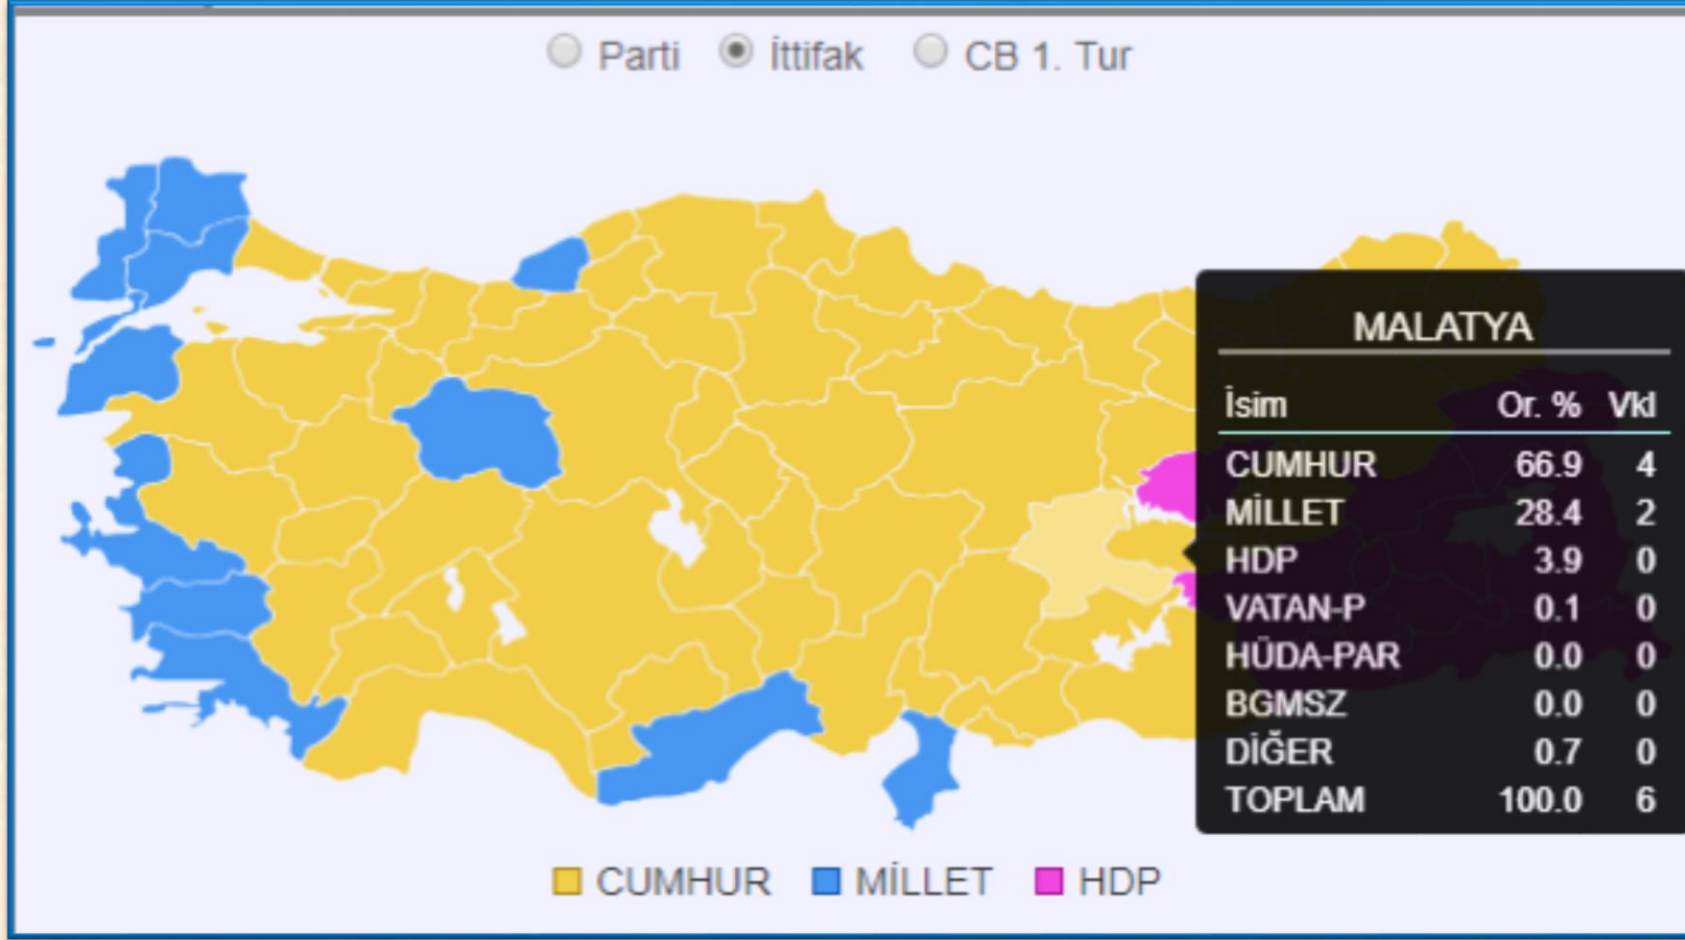 Parti İttifak CB 1. Tur
MALATYA
İsim Or. % Vkl
CUMHUR 66.9 4
MİLLET 28.4 2
HDP 3.9 0
VATAN-P 0.1 0
HÜDA-PAR 0.0 0
BGMSZ 0.0 0
DİĞER 0.7 0
TOPLAM 100.0 6
CUMHUR MİLLET HDP